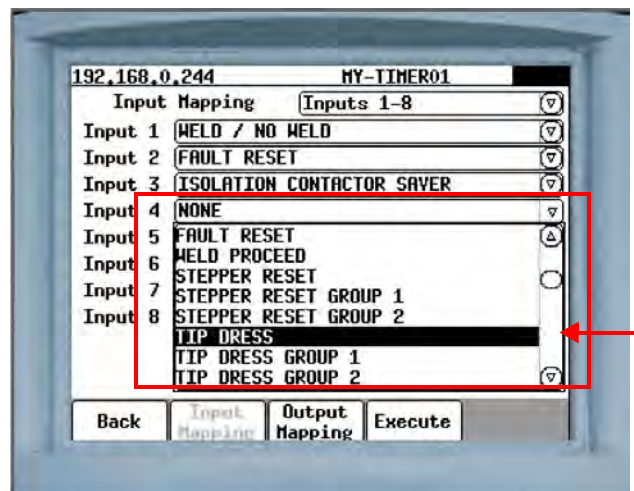 192.168.0.244 MY-TIMER01
Input Mapping Inputs 1-8
Input 1 WELD / NO WELD
Input 2 FAULT RESET
Input 3 ISOLATION CONTACTOR SAVER
Input 4 NONE
Input 5 FAULT RESET
WELD PROCEED
Input 6 STEPPER RESET
Input 7 STEPPER RESET GROUP 1
Input 8 STEPPER RESET GROUP 2
TIP DRESS
TIP DRESS GROUP 1
TIP DRESS GROUP 2
Back Input Mapping Output Mapping Execute